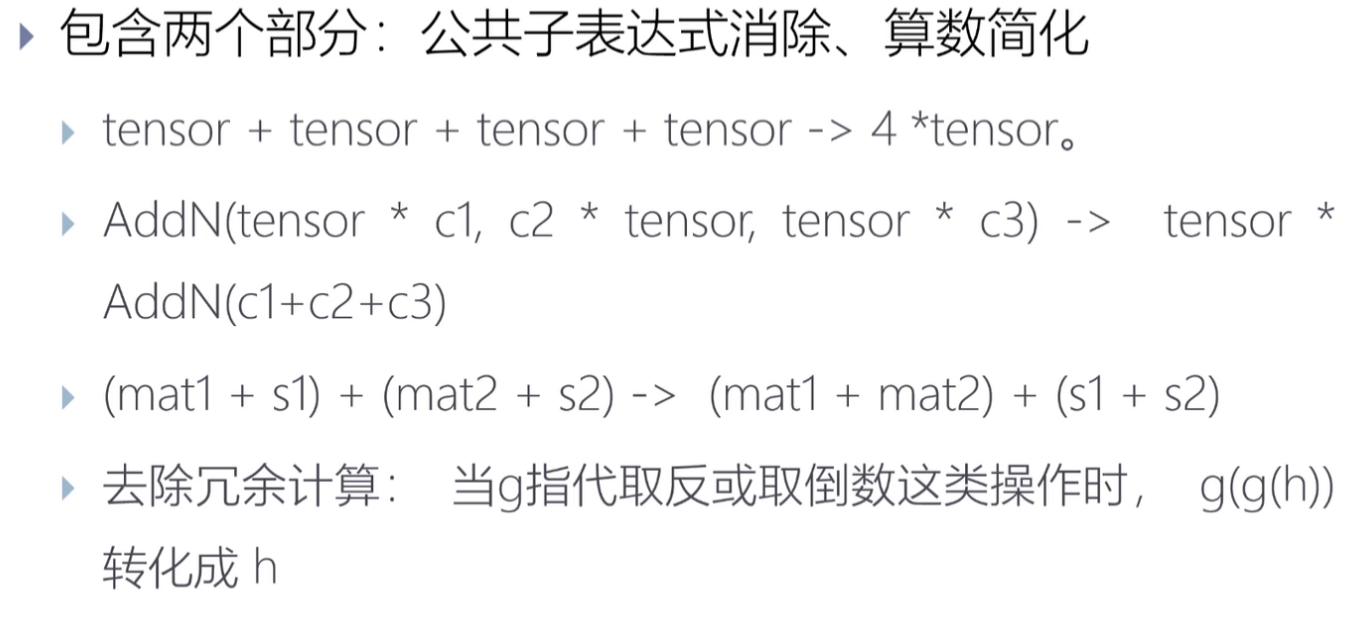 包含两个部分：公共子表达式消除、算数简化
tensor + tensor + tensor + tensor -> 4 *tensor。
AddN(tensor * c1, c2 * tensor, tensor * c3) -> tensor *
AddN(c1+c2+c3)
(mat1 + s1) + (mat2 + s2) -> (mat1 + mat2) + (s1 + s2)
去除冗余计算： 当g指代取反或取倒数这类操作时， g(g(h))
转化成 h